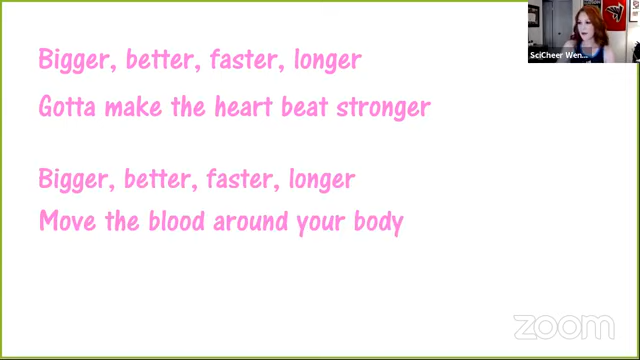 Bigger, better, faster, longer
Gotta make the heart beat stronger
Bigger, better, faster, longer
Move the blood around your body
SciCheer Wen...
zoom